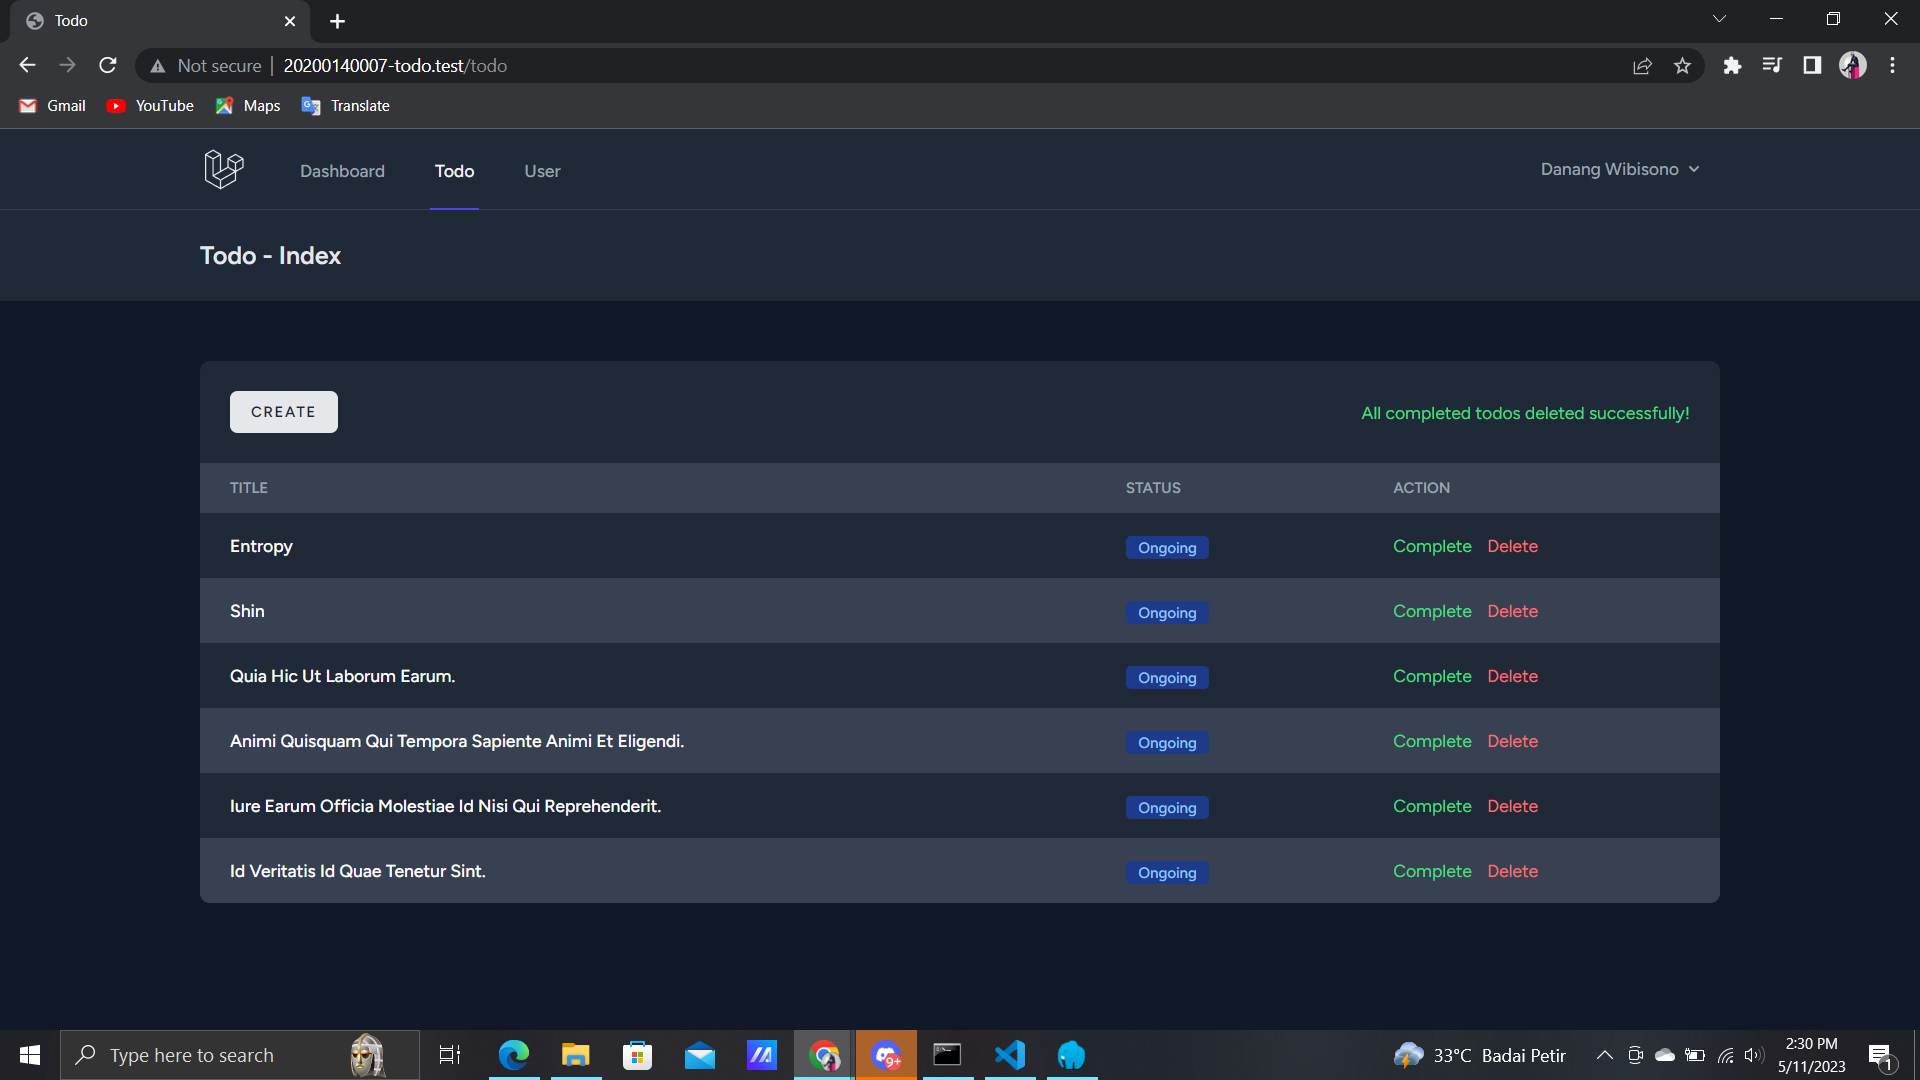 Todo
Not secure
20200140007-todo.test/todo
Gmail
YouTube
Maps
Translate
Dashboard
Todo
User
Danang Wibisono
Todo - Index
CREATE
All completed todos deleted successfully!
TITLE STATUS ACTION
Entropy Ongoing Complete Delete
Shin Ongoing Complete Delete
Quia Hic Ut Laborum Earum. Ongoing Complete Delete
Animi Quisquam Qui Tempora Sapiente Animi Et Eligendi. Ongoing Complete Delete
Iure Earum Officia Molestiae Id Nisi Qui Reprehenderit. Ongoing Complete Delete
Id Veritatis Id Quae Tenetur Sint. Ongoing Complete Delete
Type here to search
9+
33°C Badai Petir
2:30 PM
5/11/2023
1